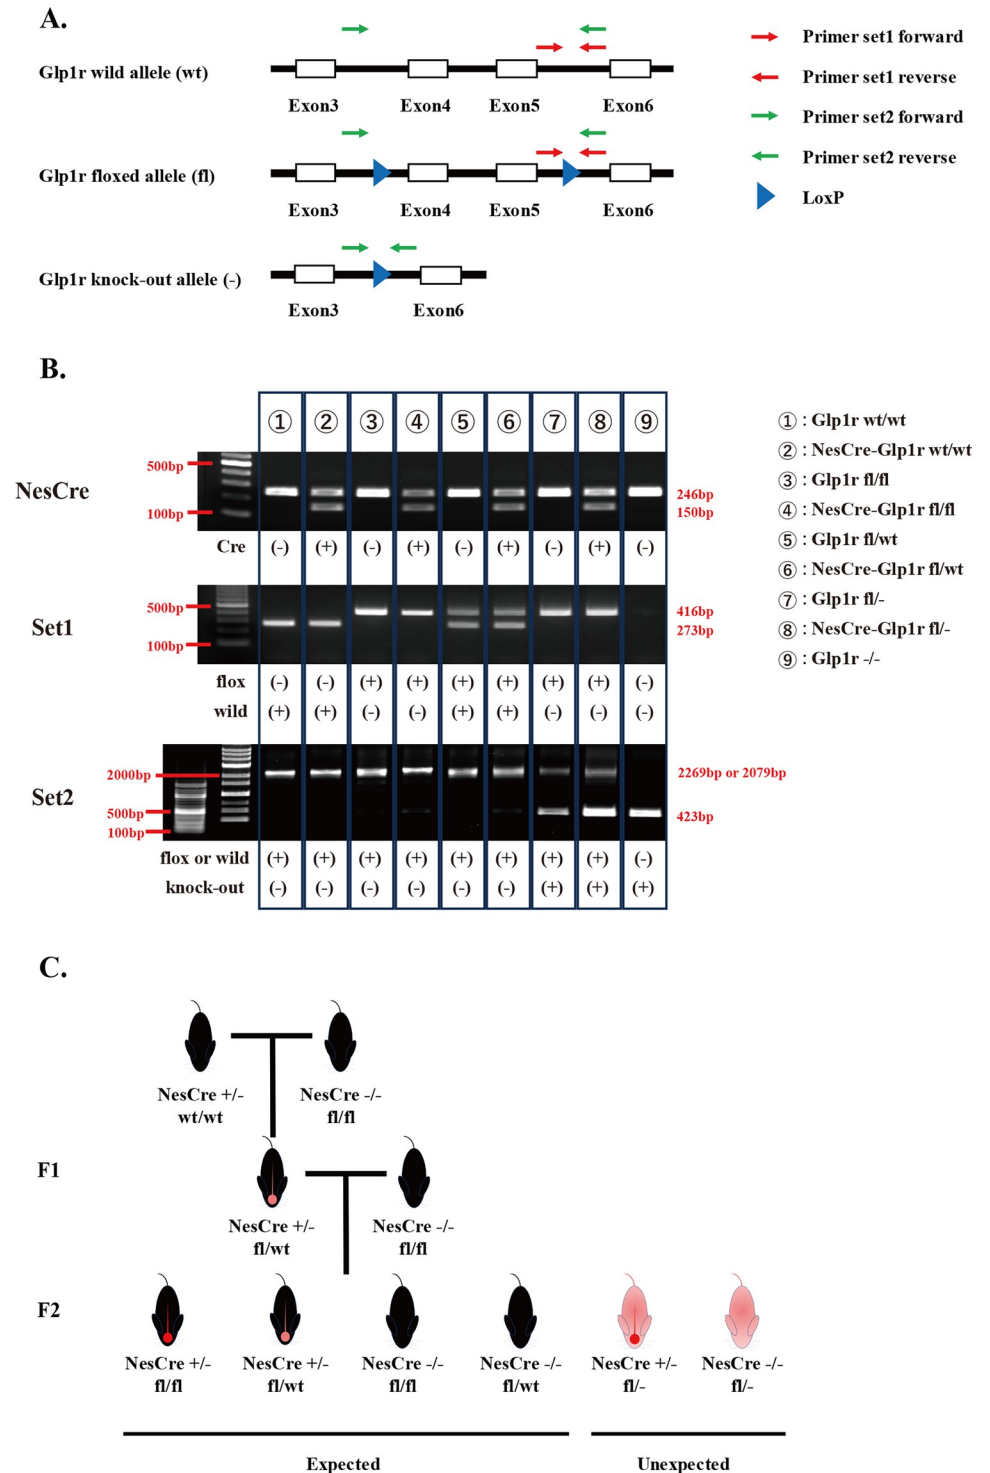 A.
Glp1r wild allele (wt)
Exon3 Exon4 Exon5 Exon6
Glp1r floxed allele (fl)
Exon3 Exon4 Exon5 Exon6
Glp1r knock-out allele (-)
Exon3 Exon6
Primer set1 forward
Primer set1 reverse
Primer set2 forward
Primer set2 reverse
LoxP
B.
① ② ③ ④ ⑤ ⑥ ⑦ ⑧ ⑨
NesCre
500bp
100bp
246bp
150bp
Cre (-) (+) (-) (+) (-) (+) (-) (+) (-)
Set1
500bp
100bp
416bp
273bp
flox (-) (-) (+) (+) (+) (+) (+) (+) (-)
wild (+) (+) (-) (-) (+) (+) (-) (-) (-)
Set2
2000bp
500bp
100bp
2269bp or 2079bp
423bp
flox or wild (+) (+) (+) (+) (+) (+) (+) (+) (-)
knock-out (-) (-) (-) (-) (-) (-) (+) (+) (+)
① : Glp1r wt/wt
② : NesCre-Glp1r wt/wt
③ : Glp1r fl/fl
④ : NesCre-Glp1r fl/fl
⑤ : Glp1r fl/wt
⑥ : NesCre-Glp1r fl/wt
⑦ : Glp1r fl/-
⑧ : NesCre-Glp1r fl/-
⑨ : Glp1r -/-
C.
NesCre +/- NesCre -/-
wt/wt fl/fl
F1
NesCre +/- NesCre -/-
fl/wt fl/fl
F2
NesCre +/- NesCre +/- NesCre -/- NesCre -/- NesCre +/- NesCre -/-
fl/fl fl/wt fl/fl fl/wt fl/- fl/-
Expected Unexpected